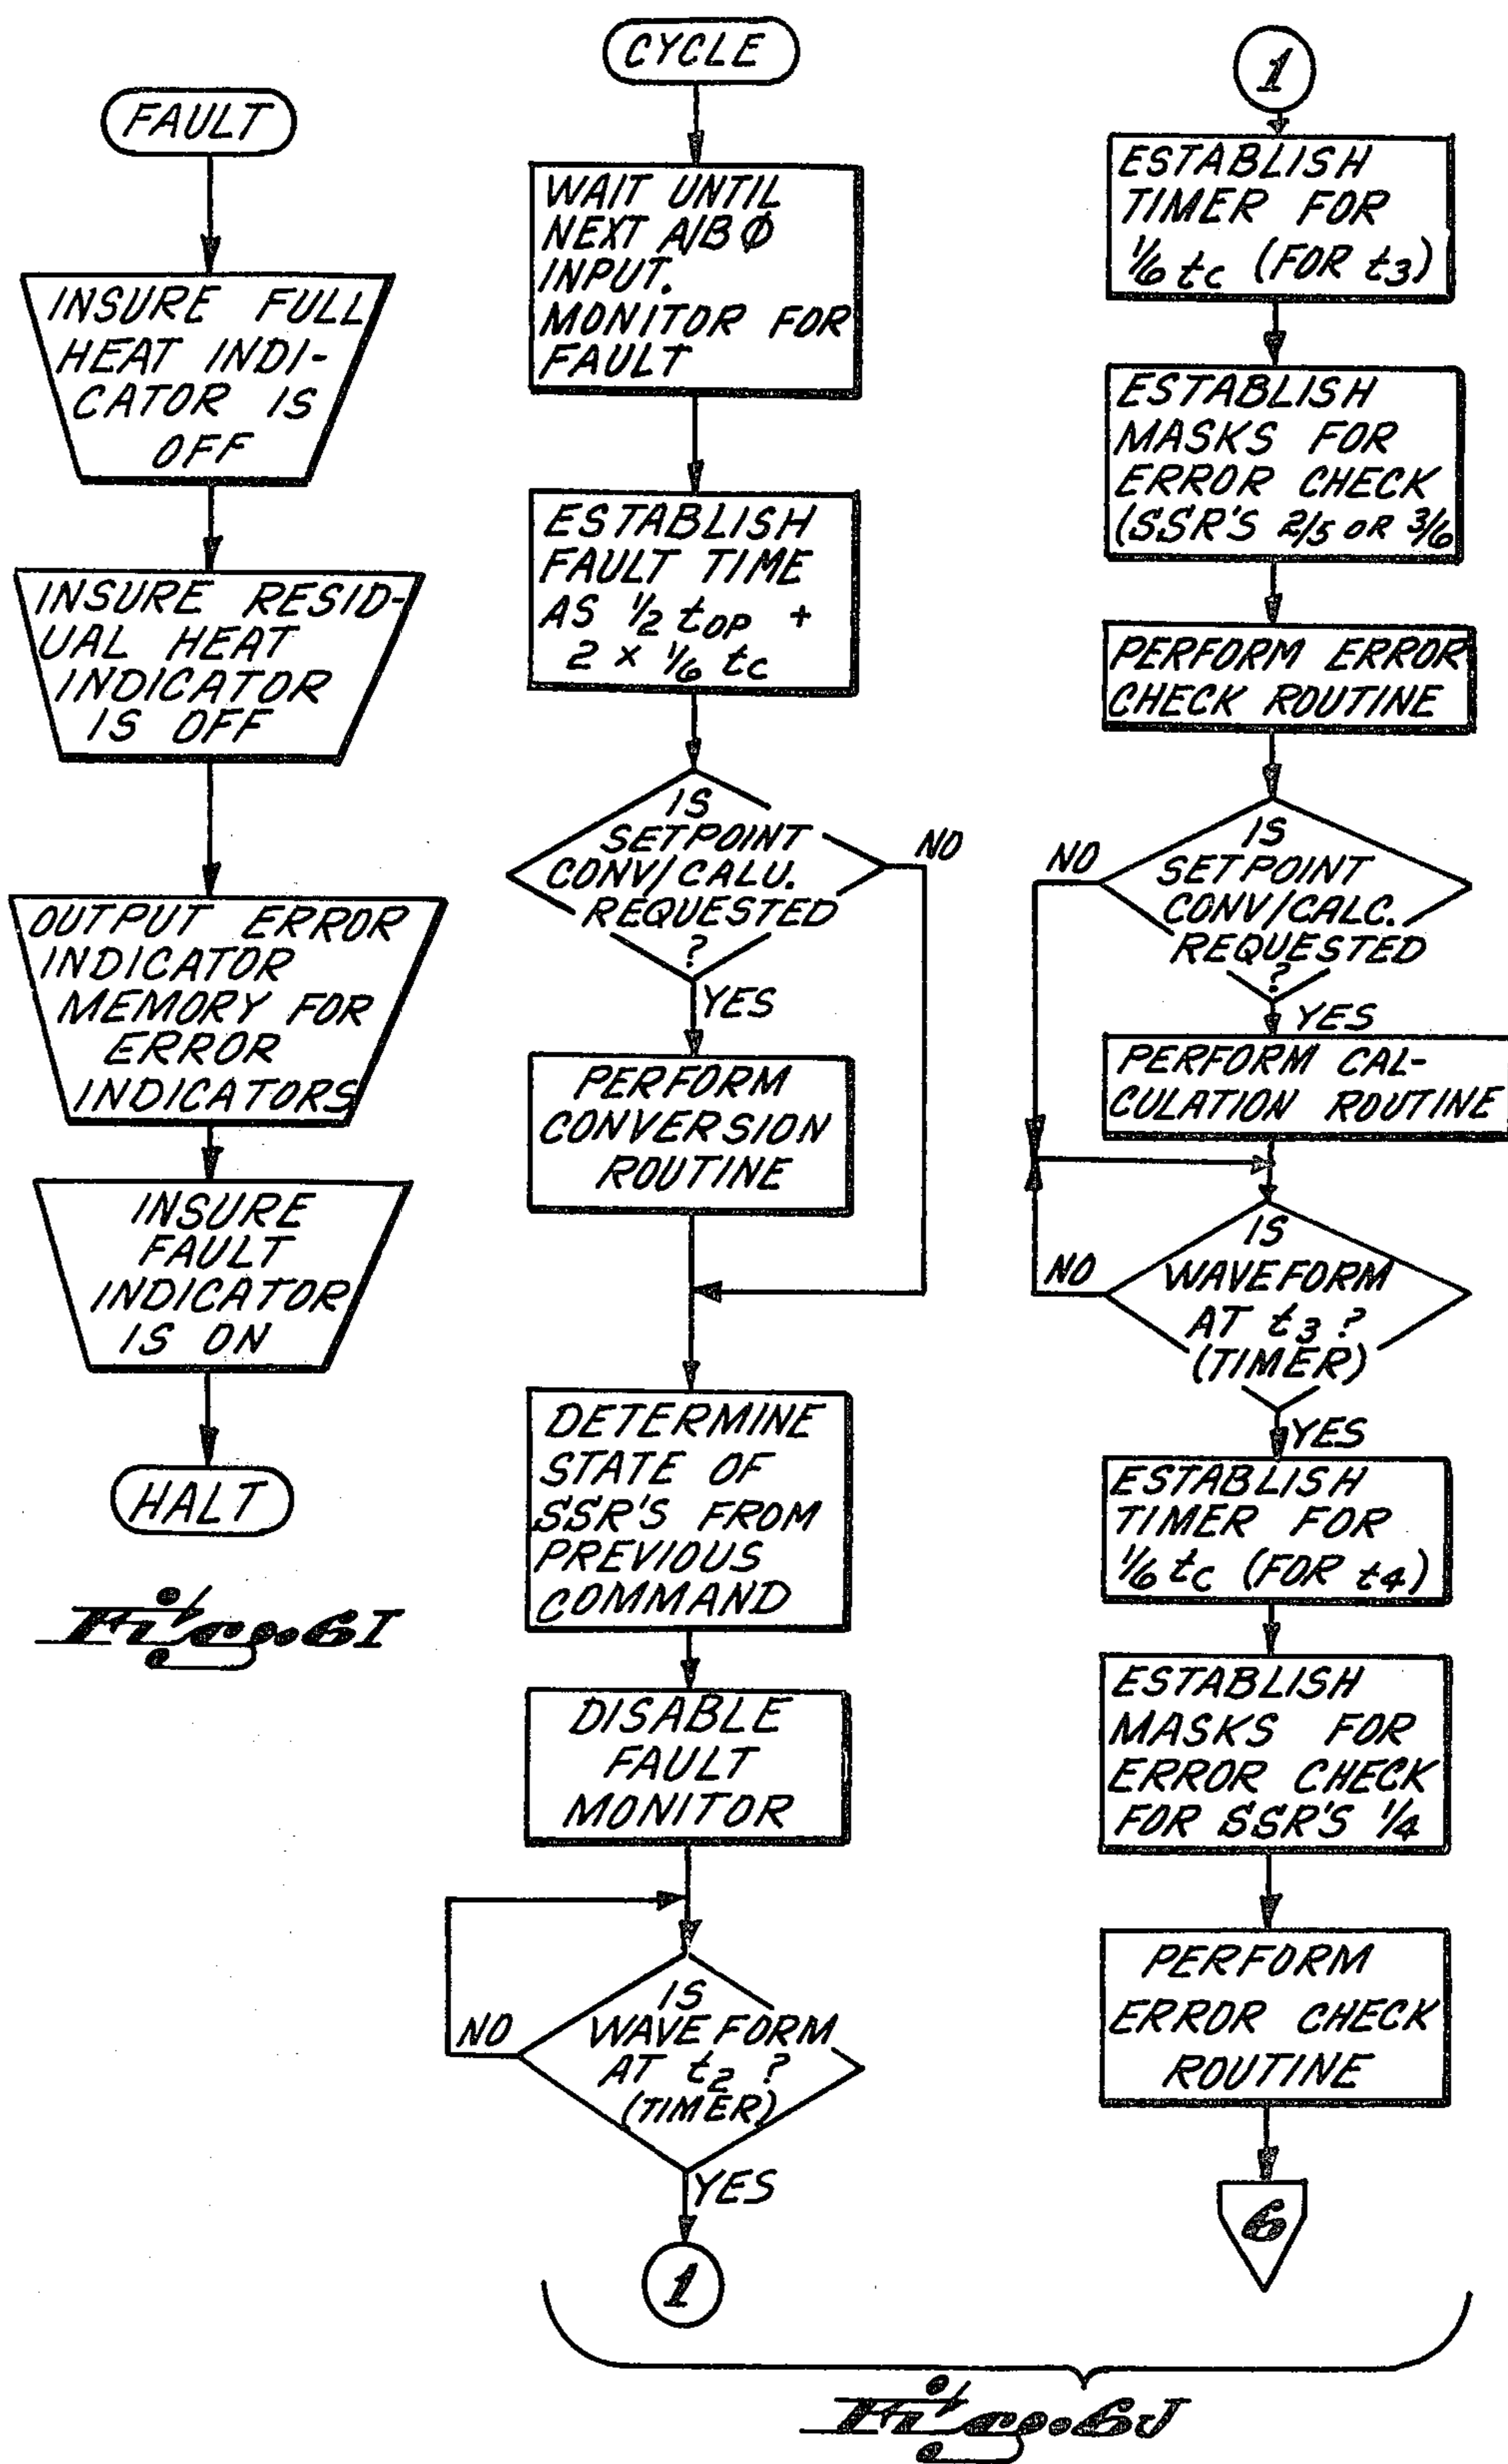 FAULT
INSURE FULL
HEAT INDI-
CATOR IS
OFF
INSURE RESID-
UAL HEAT
INDICATOR
IS OFF
OUTPUT ERROR
INDICATOR
MEMORY FOR
ERROR
INDICATORS
INSURE
FAULT
INDICATOR
IS ON
HALT
Fig. 6I
CYCLE
WAIT UNTIL
NEXT A/B Ø
INPUT.
MONITOR FOR
FAULT
ESTABLISH
FAULT TIME
AS 1/2 tOP +
2 x 1/6 tC
IS
SETPOINT
CONV/CALU.
REQUESTED
?
NO
YES
PERFORM
CONVERSION
ROUTINE
DETERMINE
STATE OF
SSR'S FROM
PREVIOUS
COMMAND
DISABLE
FAULT
MONITOR
IS
WAVEFORM
AT t2 ?
(TIMER)
NO
YES
1
1
ESTABLISH
TIMER FOR
1/6 tC (FOR t3)
ESTABLISH
MASKS FOR
ERROR CHECK
(SSR'S 2/5 OR 3/6
PERFORM ERROR
CHECK ROUTINE
IS
SETPOINT
CONV/CALC.
REQUESTED
?
NO
YES
PERFORM CAL-
CULATION ROUTINE
IS
WAVEFORM
AT t3 ?
(TIMER)
NO
YES
ESTABLISH
TIMER FOR
1/6 tC (FOR t4)
ESTABLISH
MASKS FOR
ERROR CHECK
FOR SSR'S 1/4
PERFORM
ERROR CHECK
ROUTINE
6
Fig. 6J